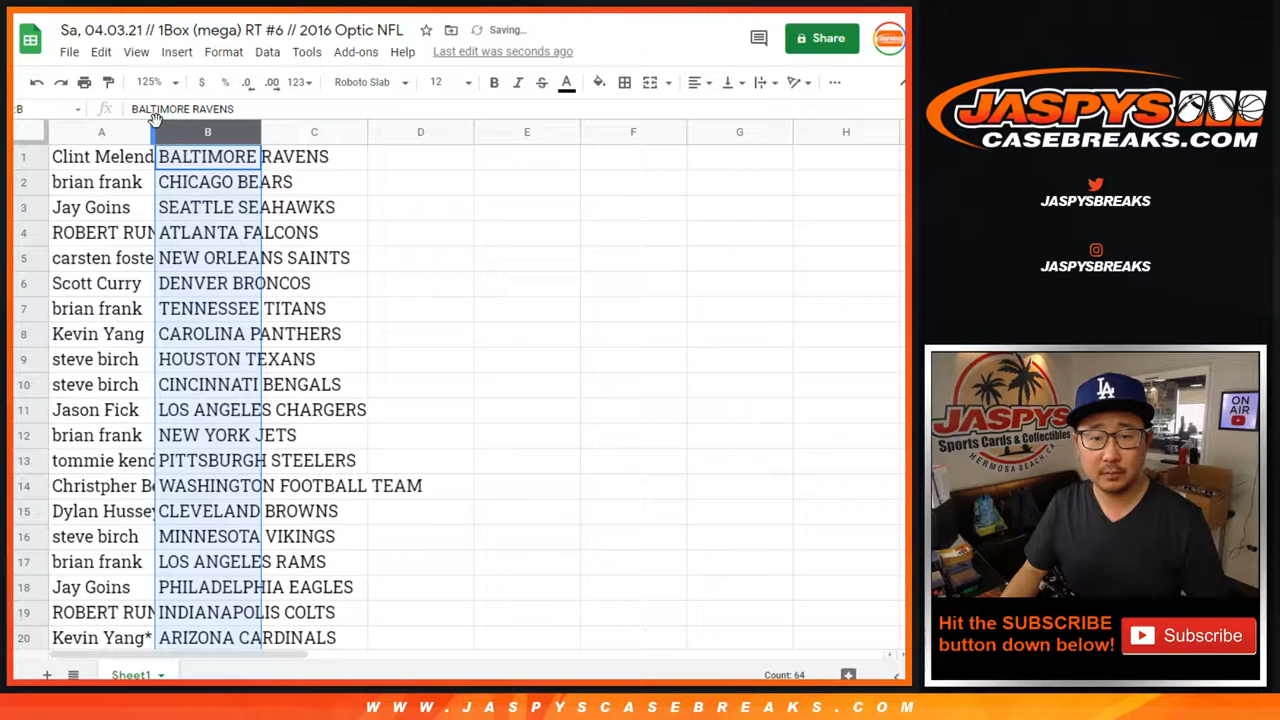 Sa, 04.03.21 // 1Box (mega) RT #6 // 2016 Optic NFL
Saving...
Share
File Edit View Insert Format Data Tools Add-ons Help Last edit was seconds ago
125% $ % .0 .00 123 Roboto Slab 12 B I S A
:B fx BALTIMORE RAVENS
A B C D E F G H
1 Clint Melend BALTIMORE RAVENS
2 brian frank CHICAGO BEARS
3 Jay Goins SEATTLE SEAHAWKS
4 ROBERT RUN ATLANTA FALCONS
5 carsten foste NEW ORLEANS SAINTS
6 Scott Curry DENVER BRONCOS
7 brian frank TENNESSEE TITANS
8 Kevin Yang CAROLINA PANTHERS
9 steve birch HOUSTON TEXANS
10 steve birch CINCINNATI BENGALS
11 Jason Fick LOS ANGELES CHARGERS
12 brian frank NEW YORK JETS
13 tommie kend PITTSBURGH STEELERS
14 Christpher Be WASHINGTON FOOTBALL TEAM
15 Dylan Hussey CLEVELAND BROWNS
16 steve birch MINNESOTA VIKINGS
17 brian frank LOS ANGELES RAMS
18 Jay Goins PHILADELPHIA EAGLES
19 ROBERT RUN INDIANAPOLIS COLTS
20 Kevin Yang* ARIZONA CARDINALS
Sheet1
Count: 64
JASPYS
CASEBREAKS.COM
JASPYSBREAKS
JASPYSBREAKS
JASPYS
Sports Cards & Collectibles
HERMOSA BEACH, CA
LA
ON
AIR
Hit the SUBSCRIBE
button down below!
Subscribe
WWW.JASPYSCASEBREAKS.COM